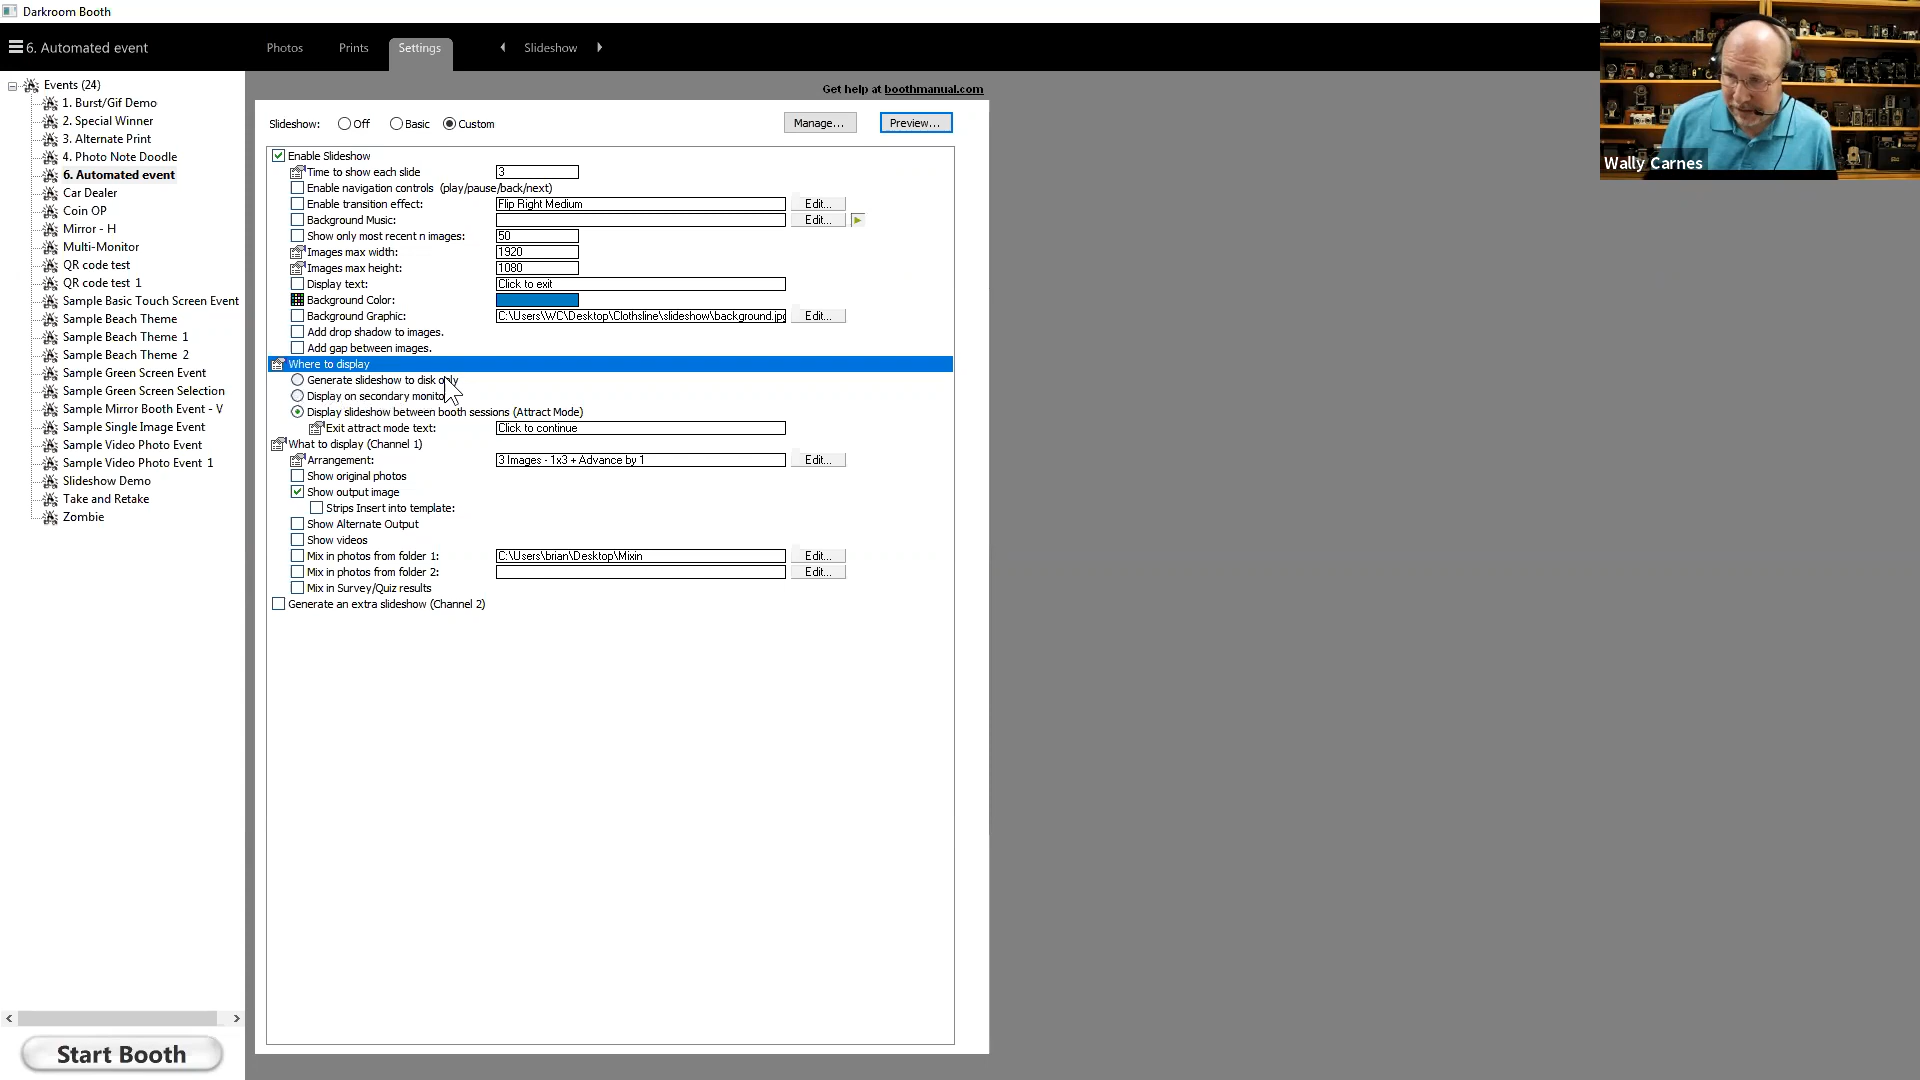 Darkroom Booth
6. Automated event
Photos
Prints
Settings
Slideshow
Wally Carnes
Events (24)
1. Burst/Gif Demo
2. Special Winner
3. Alternate Print
4. Photo Note Doodle
6. Automated event
Car Dealer
Coin OP
Mirror - H
Multi-Monitor
QR code test
QR code test 1
Sample Basic Touch Screen Event
Sample Beach Theme
Sample Beach Theme 1
Sample Beach Theme 2
Sample Green Screen Event
Sample Green Screen Selection
Sample Mirror Booth Event - V
Sample Single Image Event
Sample Video Photo Event
Sample Video Photo Event 1
Slideshow Demo
Take and Retake
Zombie
Start Booth
Get help at boothmanual.com
Slideshow: Off Basic Custom Manage... Preview...
Enable Slideshow
Time to show each slide 3
Enable navigation controls (play/pause/back/next)
Enable transition effect: Flip Right Medium Edit...
Background Music: Edit...
Show only most recent n images: 50
Images max width: 1920
Images max height: 1080
Display text: Click to exit
Background Color:
Background Graphic: C:\Users\WC\Desktop\Clothsline\slideshow\background.jpg Edit...
Add drop shadow to images.
Add gap between images.
Where to display
Generate slideshow to disk only
Display on secondary monitor
Display slideshow between booth sessions (Attract Mode)
Exit attract mode text: Click to continue
What to display (Channel 1)
Arrangement: 3 Images - 1x3 + Advance by 1 Edit...
Show original photos
Show output image
Strips Insert into template:
Show Alternate Output
Show videos
Mix in photos from folder 1: C:\Users\brian\Desktop\Mixin Edit...
Mix in photos from folder 2: Edit...
Mix in Survey/Quiz results
Generate an extra slideshow (Channel 2)